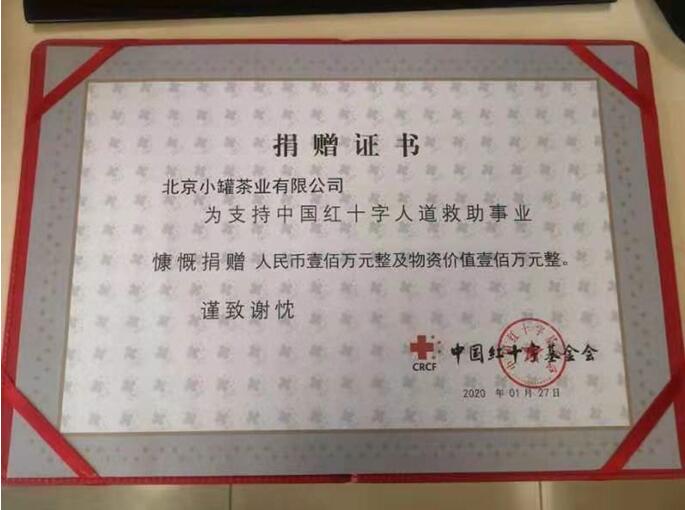 捐赠证书
北京小罐茶业有限公司
为支持中国红十字人道救助事业
慷慨捐赠 人民币壹佰万元整及物资价值壹佰万元整。
谨致谢忱
CRCF
中国红十字基金会
2020 年 01 月 27 日